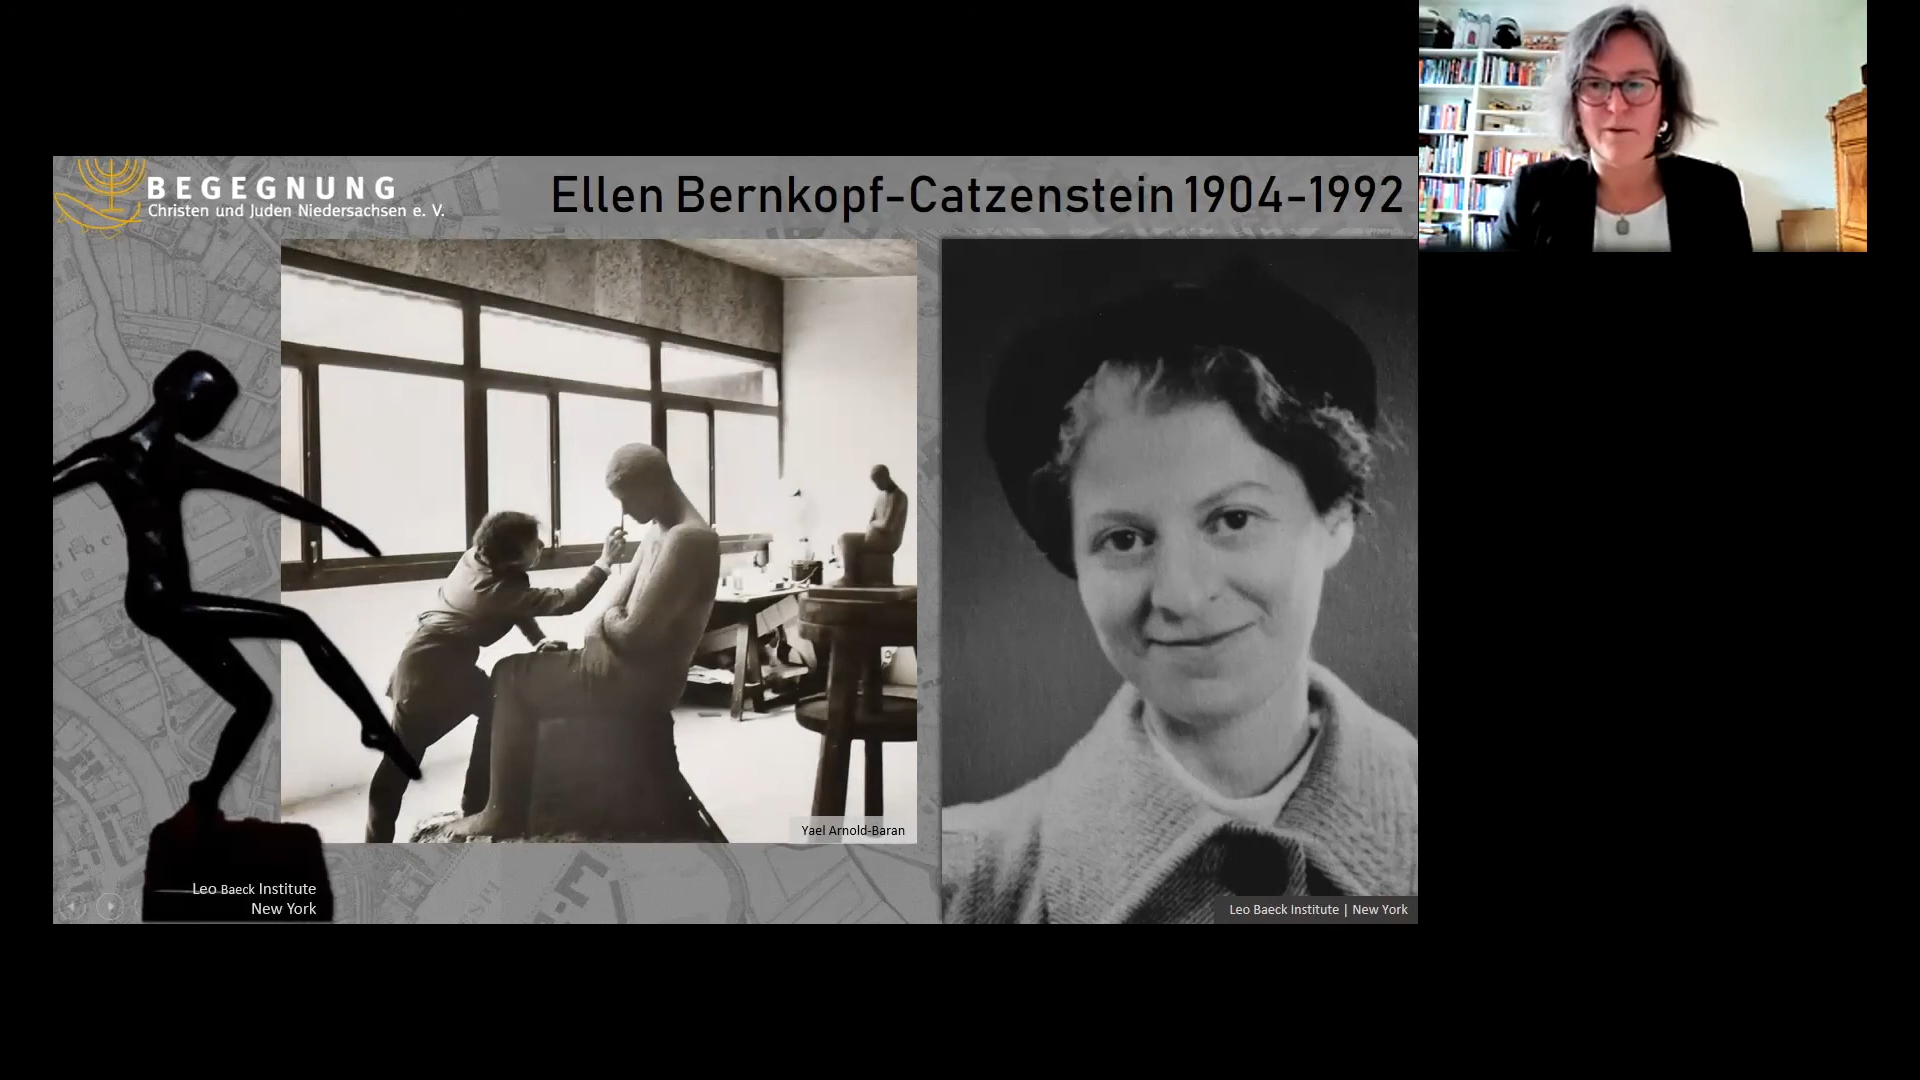 BEGEGNUNG
Christen und Juden Niedersachsen e. V.
Ellen Bernkopf-Catzenstein 1904-1992
Yael Arnold-Baran
Leo Baeck Institute
New York
Leo Baeck Institute | New York